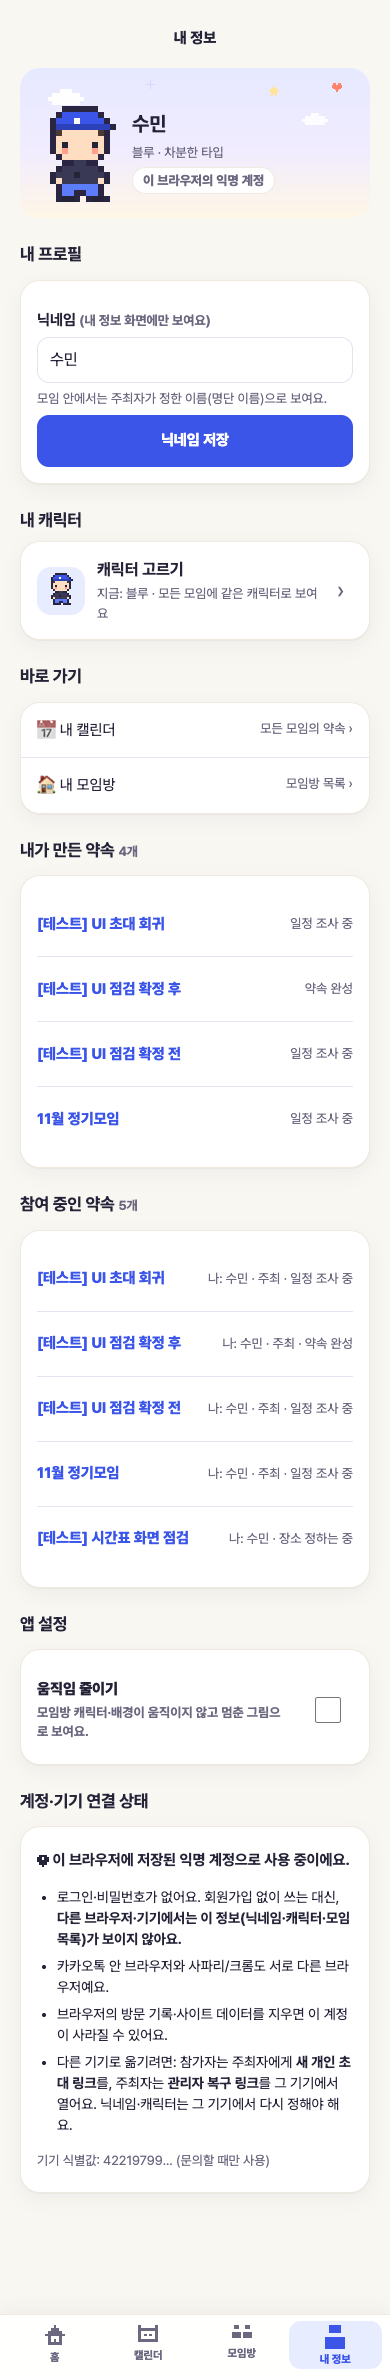 내 정보
수민
블루 · 차분한 타입
이 브라우저의 익명 계정
내 프로필
닉네임 (내 정보 화면에만 보여요)
수민
모임 안에서는 주최자가 정한 이름(명단 이름)으로 보여요.
닉네임 저장
내 캐릭터
캐릭터 고르기
지금: 블루 · 모든 모임에 같은 캐릭터로 보여
요
›
바로 가기
내 캘린더 모든 모임의 약속 ›
내 모임방 모임방 목록 ›
내가 만든 약속 4개
[테스트] UI 초대 회귀 일정 조사 중
[테스트] UI 점검 확정 후 약속 완성
[테스트] UI 점검 확정 전 일정 조사 중
11월 정기모임 일정 조사 중
참여 중인 약속 5개
[테스트] UI 초대 회귀 나: 수민 · 주최 · 일정 조사 중
[테스트] UI 점검 확정 후 나: 수민 · 주최 · 약속 완성
[테스트] UI 점검 확정 전 나: 수민 · 주최 · 일정 조사 중
11월 정기모임 나: 수민 · 주최 · 일정 조사 중
[테스트] 시간표 화면 점검 나: 수민 · 장소 정하는 중
앱 설정
움직임 줄이기
모임방 캐릭터·배경이 움직이지 않고 멈춘 그림으
로 보여요.
계정·기기 연결 상태
이 브라우저에 저장된 익명 계정으로 사용 중이에요.
• 로그인·비밀번호가 없어요. 회원가입 없이 쓰는 대신,
다른 브라우저·기기에서는 이 정보(닉네임·캐릭터·모임
목록)가 보이지 않아요.
• 카카오톡 안 브라우저와 사파리/크롬도 서로 다른 브라
우저예요.
• 브라우저의 방문 기록·사이트 데이터를 지우면 이 계정
이 사라질 수 있어요.
• 다른 기기로 옮기려면: 참가자는 주최자에게 새 개인 초
대 링크를, 주최자는 관리자 복구 링크를 그 기기에서
열어요. 닉네임·캐릭터는 그 기기에서 다시 정해야 해
요.
기기 식별값: 42219799… (문의할 때만 사용)
홈 캘린더 모임방 내 정보